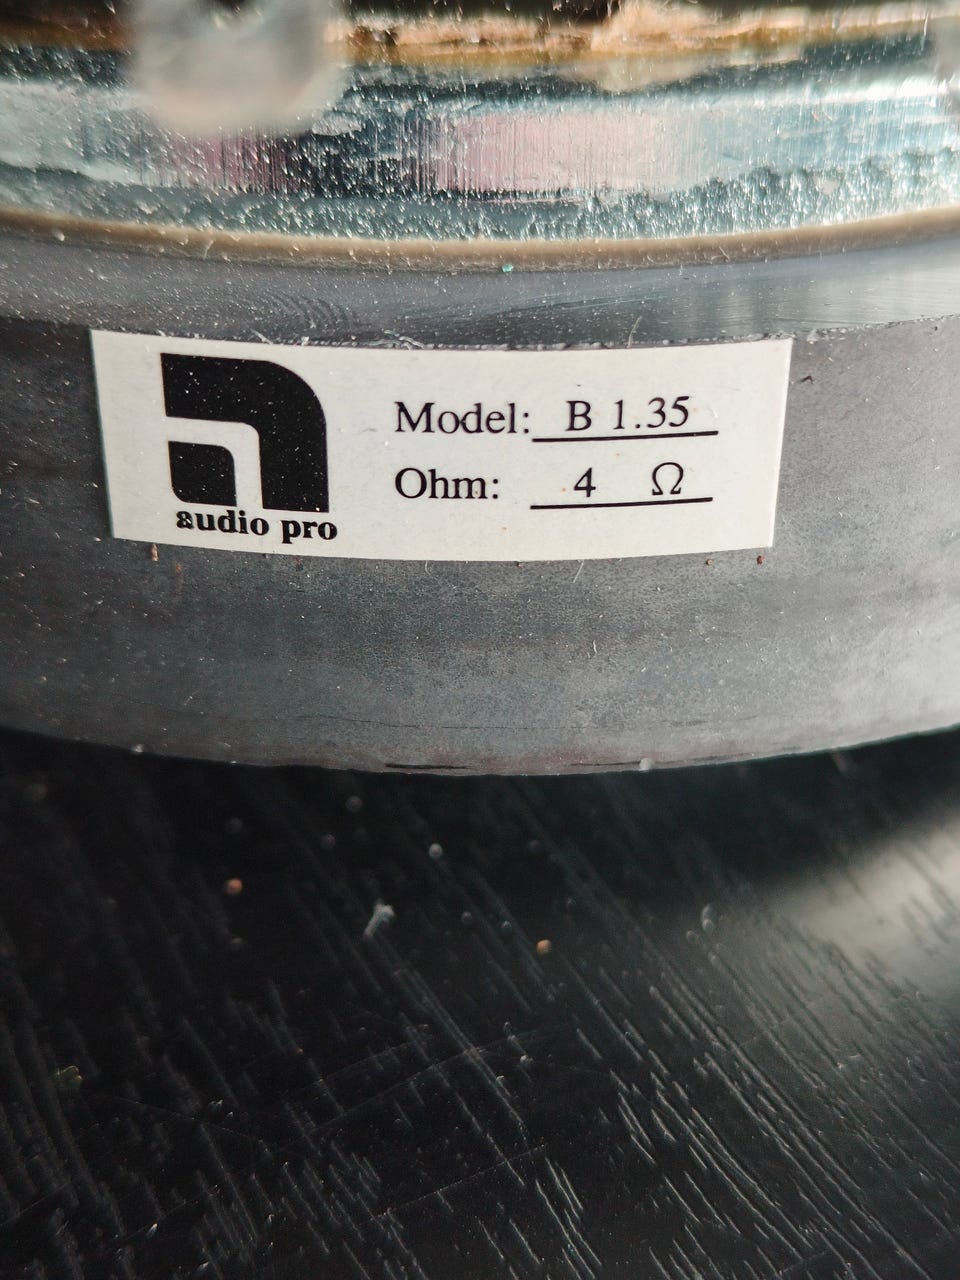 audio pro
Model: B 1.35
Ohm: 4 Ω